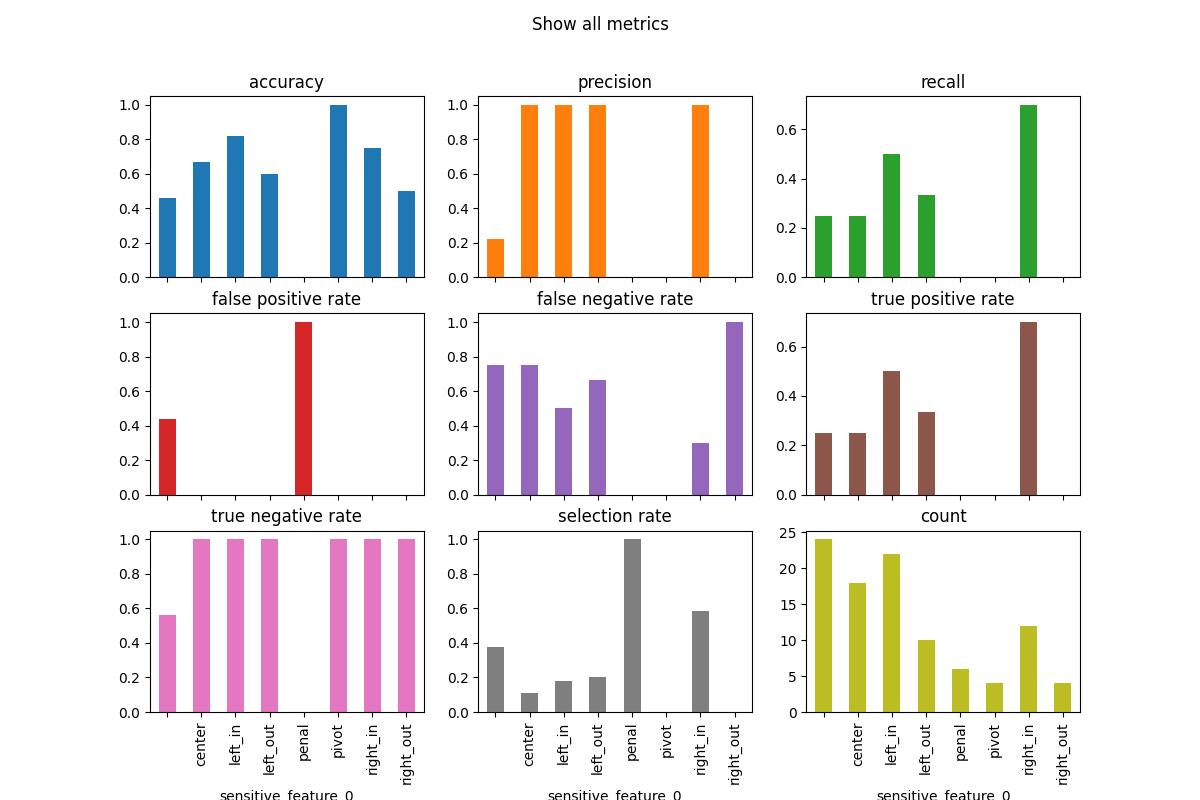 Show all metrics
accuracy
precision
recall
1.0
0.8
0.6
0.4
0.2
0.0
1.0
0.8
0.6
0.4
0.2
0.0
0.6
0.4
0.2
0.0
false positive rate
false negative rate
true positive rate
1.0
0.8
0.6
0.4
0.2
0.0
1.0
0.8
0.6
0.4
0.2
0.0
0.6
0.4
0.2
0.0
true negative rate
selection rate
count
1.0
0.8
0.6
0.4
0.2
0.0
1.0
0.8
0.6
0.4
0.2
0.0
25
20
15
10
5
0
center
left_in
left_out
penal
pivot
right_in
right_out
center
left_in
left_out
penal
pivot
right_in
right_out
center
left_in
left_out
penal
pivot
right_in
right_out
sensitive_feature_0
sensitive_feature_0
sensitive_feature_0